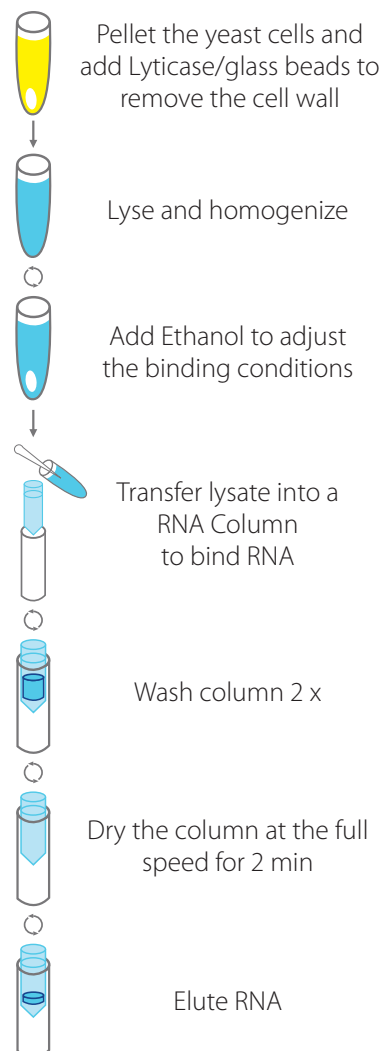 Pellet the yeast cells and
add Lyticase/glass beads to
remove the cell wall
Lyse and homogenize
Add Ethanol to adjust
the binding conditions
Transfer lysate into a
RNA Column
to bind RNA
Wash column 2 x
Dry the column at the full
speed for 2 min
Elute RNA